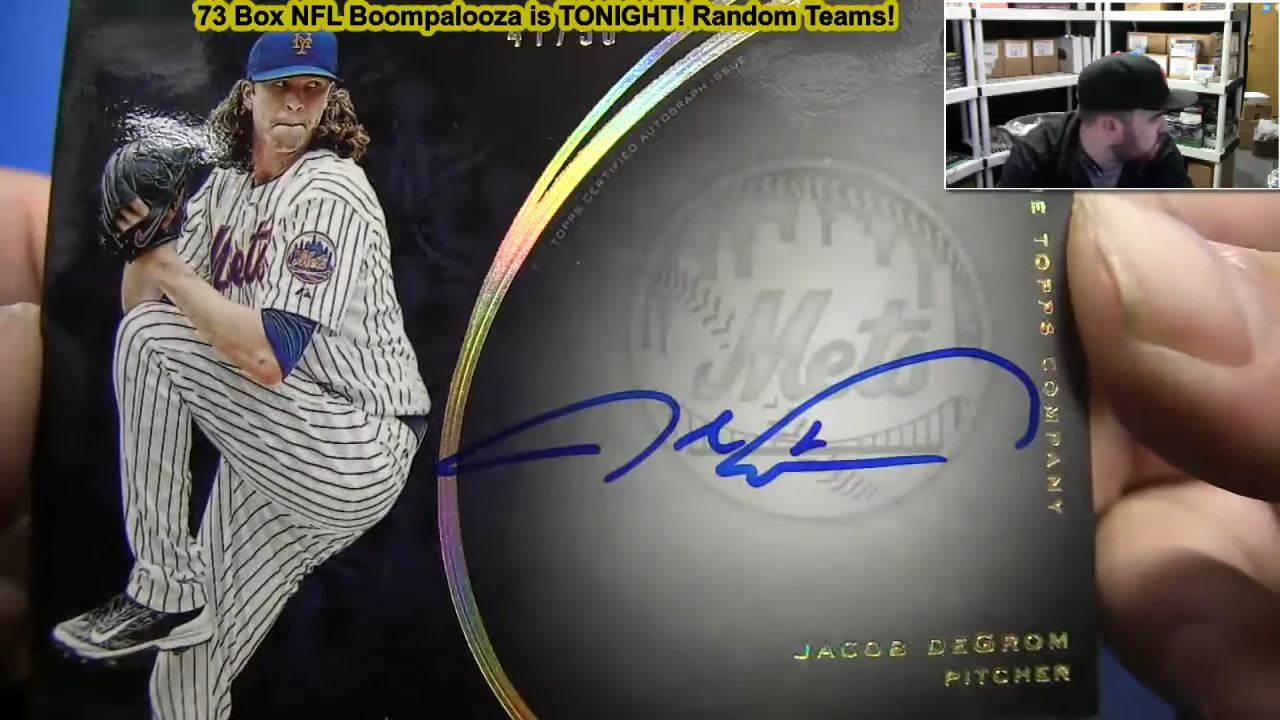 73 Box NFL Boompalooza is TONIGHT! Random Teams!
TOPPS CERTIFIED AUTOGRAPH ISSUE
Mets
Mets
TOPPS COMPANY
JACOB DEGROM
PITCHER